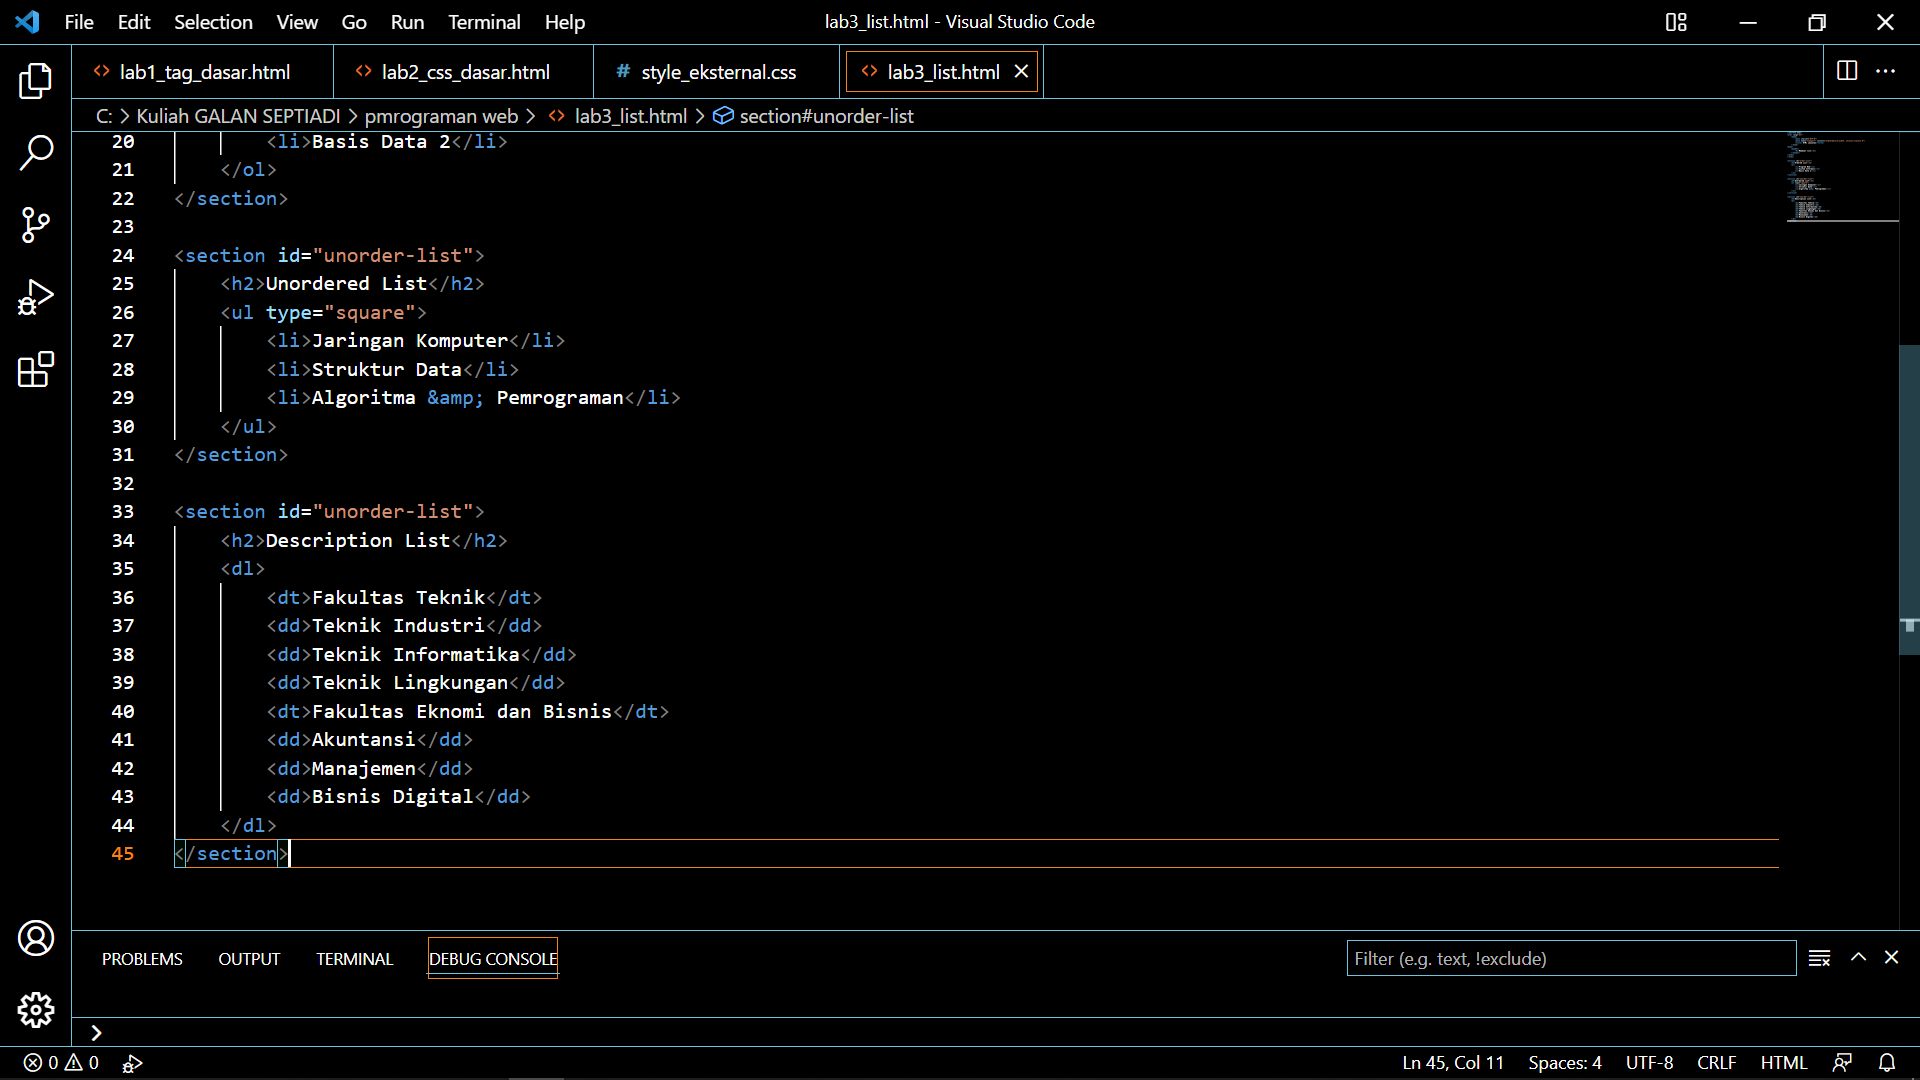 File Edit Selection View Go Run Terminal Help lab3_list.html - Visual Studio Code
<> lab1_tag_dasar.html <> lab2_css_dasar.html # style_eksternal.css <> lab3_list.html
C: > Kuliah GALAN SEPTIADI > pmrograman web > <> lab3_list.html > section#unorder-list
20         <li>Basis Data 2</li>
21     </ol>
22 </section>
23
24 <section id="unorder-list">
25     <h2>Unordered List</h2>
26     <ul type="square">
27         <li>Jaringan Komputer</li>
28         <li>Struktur Data</li>
29         <li>Algoritma &amp; Pemrograman</li>
30     </ul>
31 </section>
32
33 <section id="unorder-list">
34     <h2>Description List</h2>
35     <dl>
36         <dt>Fakultas Teknik</dt>
37         <dd>Teknik Industri</dd>
38         <dd>Teknik Informatika</dd>
39         <dd>Teknik Lingkungan</dd>
40         <dt>Fakultas Eknomi dan Bisnis</dt>
41         <dd>Akuntansi</dd>
42         <dd>Manajemen</dd>
43         <dd>Bisnis Digital</dd>
44     </dl>
45 </section>
PROBLEMS OUTPUT TERMINAL DEBUG CONSOLE Filter (e.g. text, !exclude)
0 0 Ln 45, Col 11 Spaces: 4 UTF-8 CRLF HTML